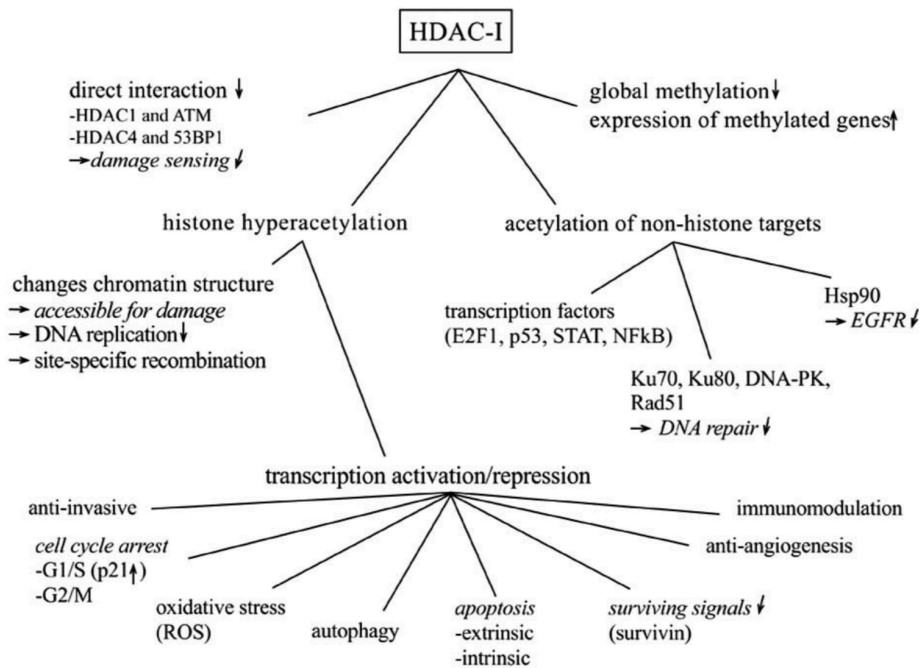 HDAC-I
direct interaction ↓
-HDAC1 and ATM
-HDAC4 and 53BP1
→ damage sensing ↓
global methylation ↓
expression of methylated genes ↑
histone hyperacetylation
acetylation of non-histone targets
changes chromatin structure
→ accessible for damage
→ DNA replication ↓
→ site-specific recombination
transcription factors
(E2F1, p53, STAT, NFkB)
Hsp90
→ EGFR ↓
Ku70, Ku80, DNA-PK,
Rad51
→ DNA repair ↓
transcription activation/repression
anti-invasive
cell cycle arrest
-G1/S (p21↑)
-G2/M
oxidative stress
(ROS)
autophagy
apoptosis
-extrinsic
-intrinsic
surviving signals ↓
(survivin)
anti-angiogenesis
immunomodulation